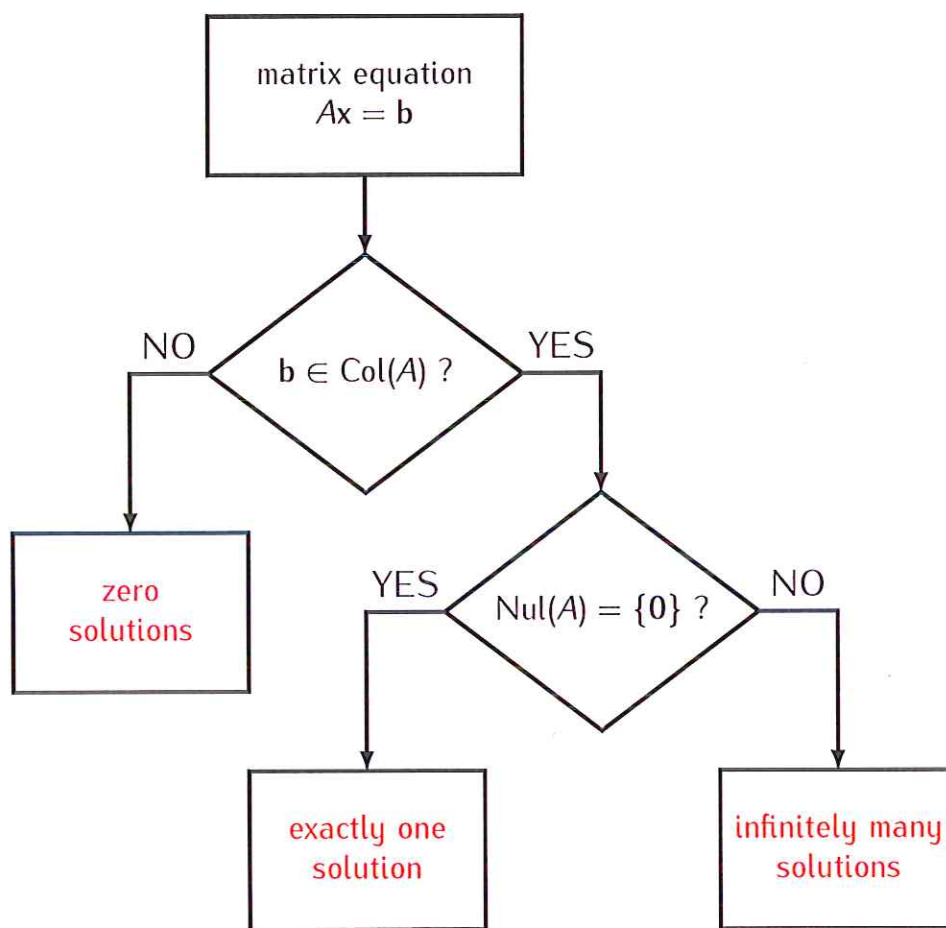 matrix equation
Ax = b
NO
YES
b ∈ Col(A) ?
zero
solutions
YES
NO
Nul(A) = {0} ?
exactly one
solution
infinitely many
solutions